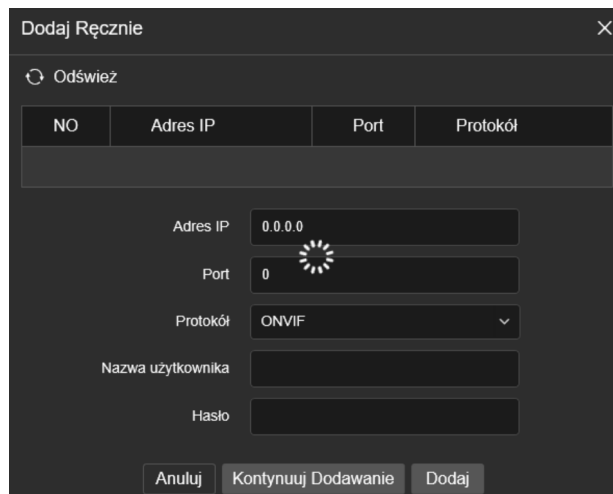 Dodaj Ręcznie
Odśwież
NO Adres IP Port Protokół
Adres IP 0.0.0.0
Port 0
Protokół ONVIF
Nazwa użytkownika
Hasło
Anuluj Kontynuuj Dodawanie Dodaj